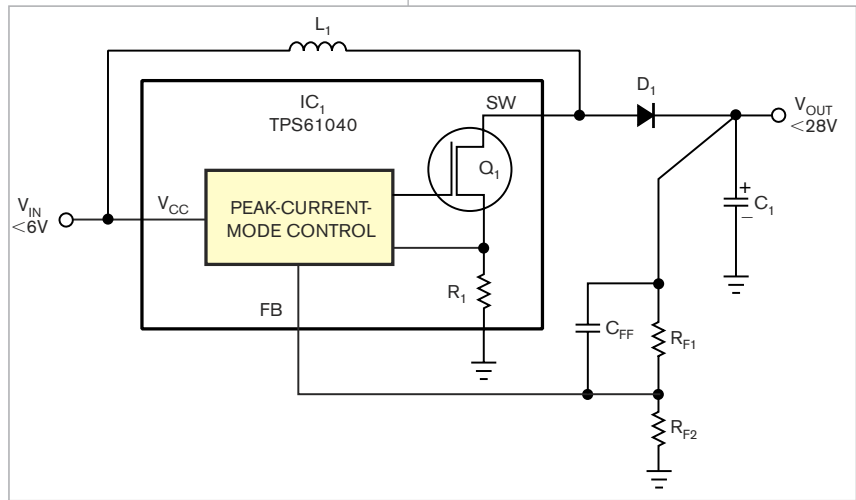 L1
IC1
TPS61040
SW
D1
VOUT
<28V
Q1
VIN
<6V
VCC
PEAK-CURRENT-
MODE CONTROL
+
C1
–
R1
FB
CFF
RF1
RF2